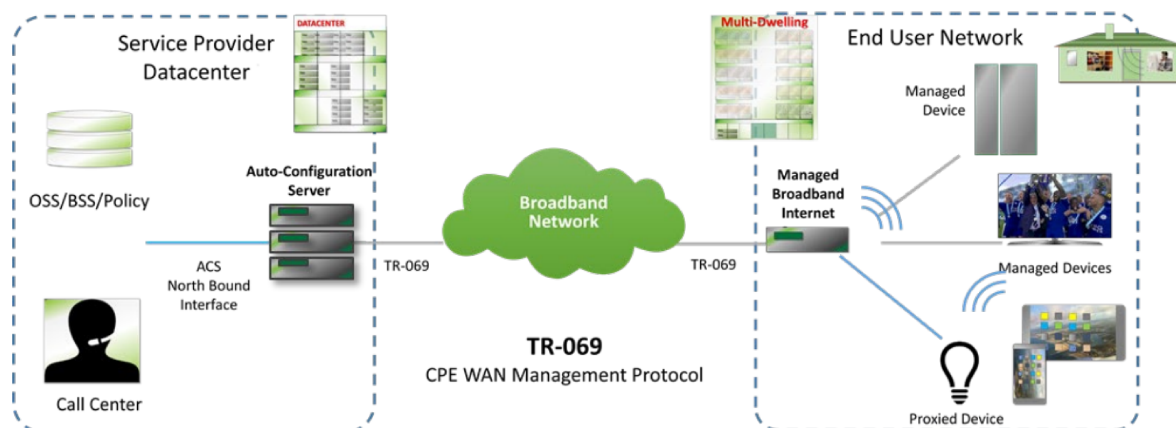 Service Provider
Datacenter
DATACENTER
OSS/BSS/Policy
Auto-Configuration
Server
ACS
North Bound
Interface
Call Center
TR-069
Broadband
Network
TR-069
TR-069
CPE WAN Management Protocol
Multi-Dwelling
End User Network
Managed
Device
Managed
Broadband
Internet
Managed Devices
Proxied Device